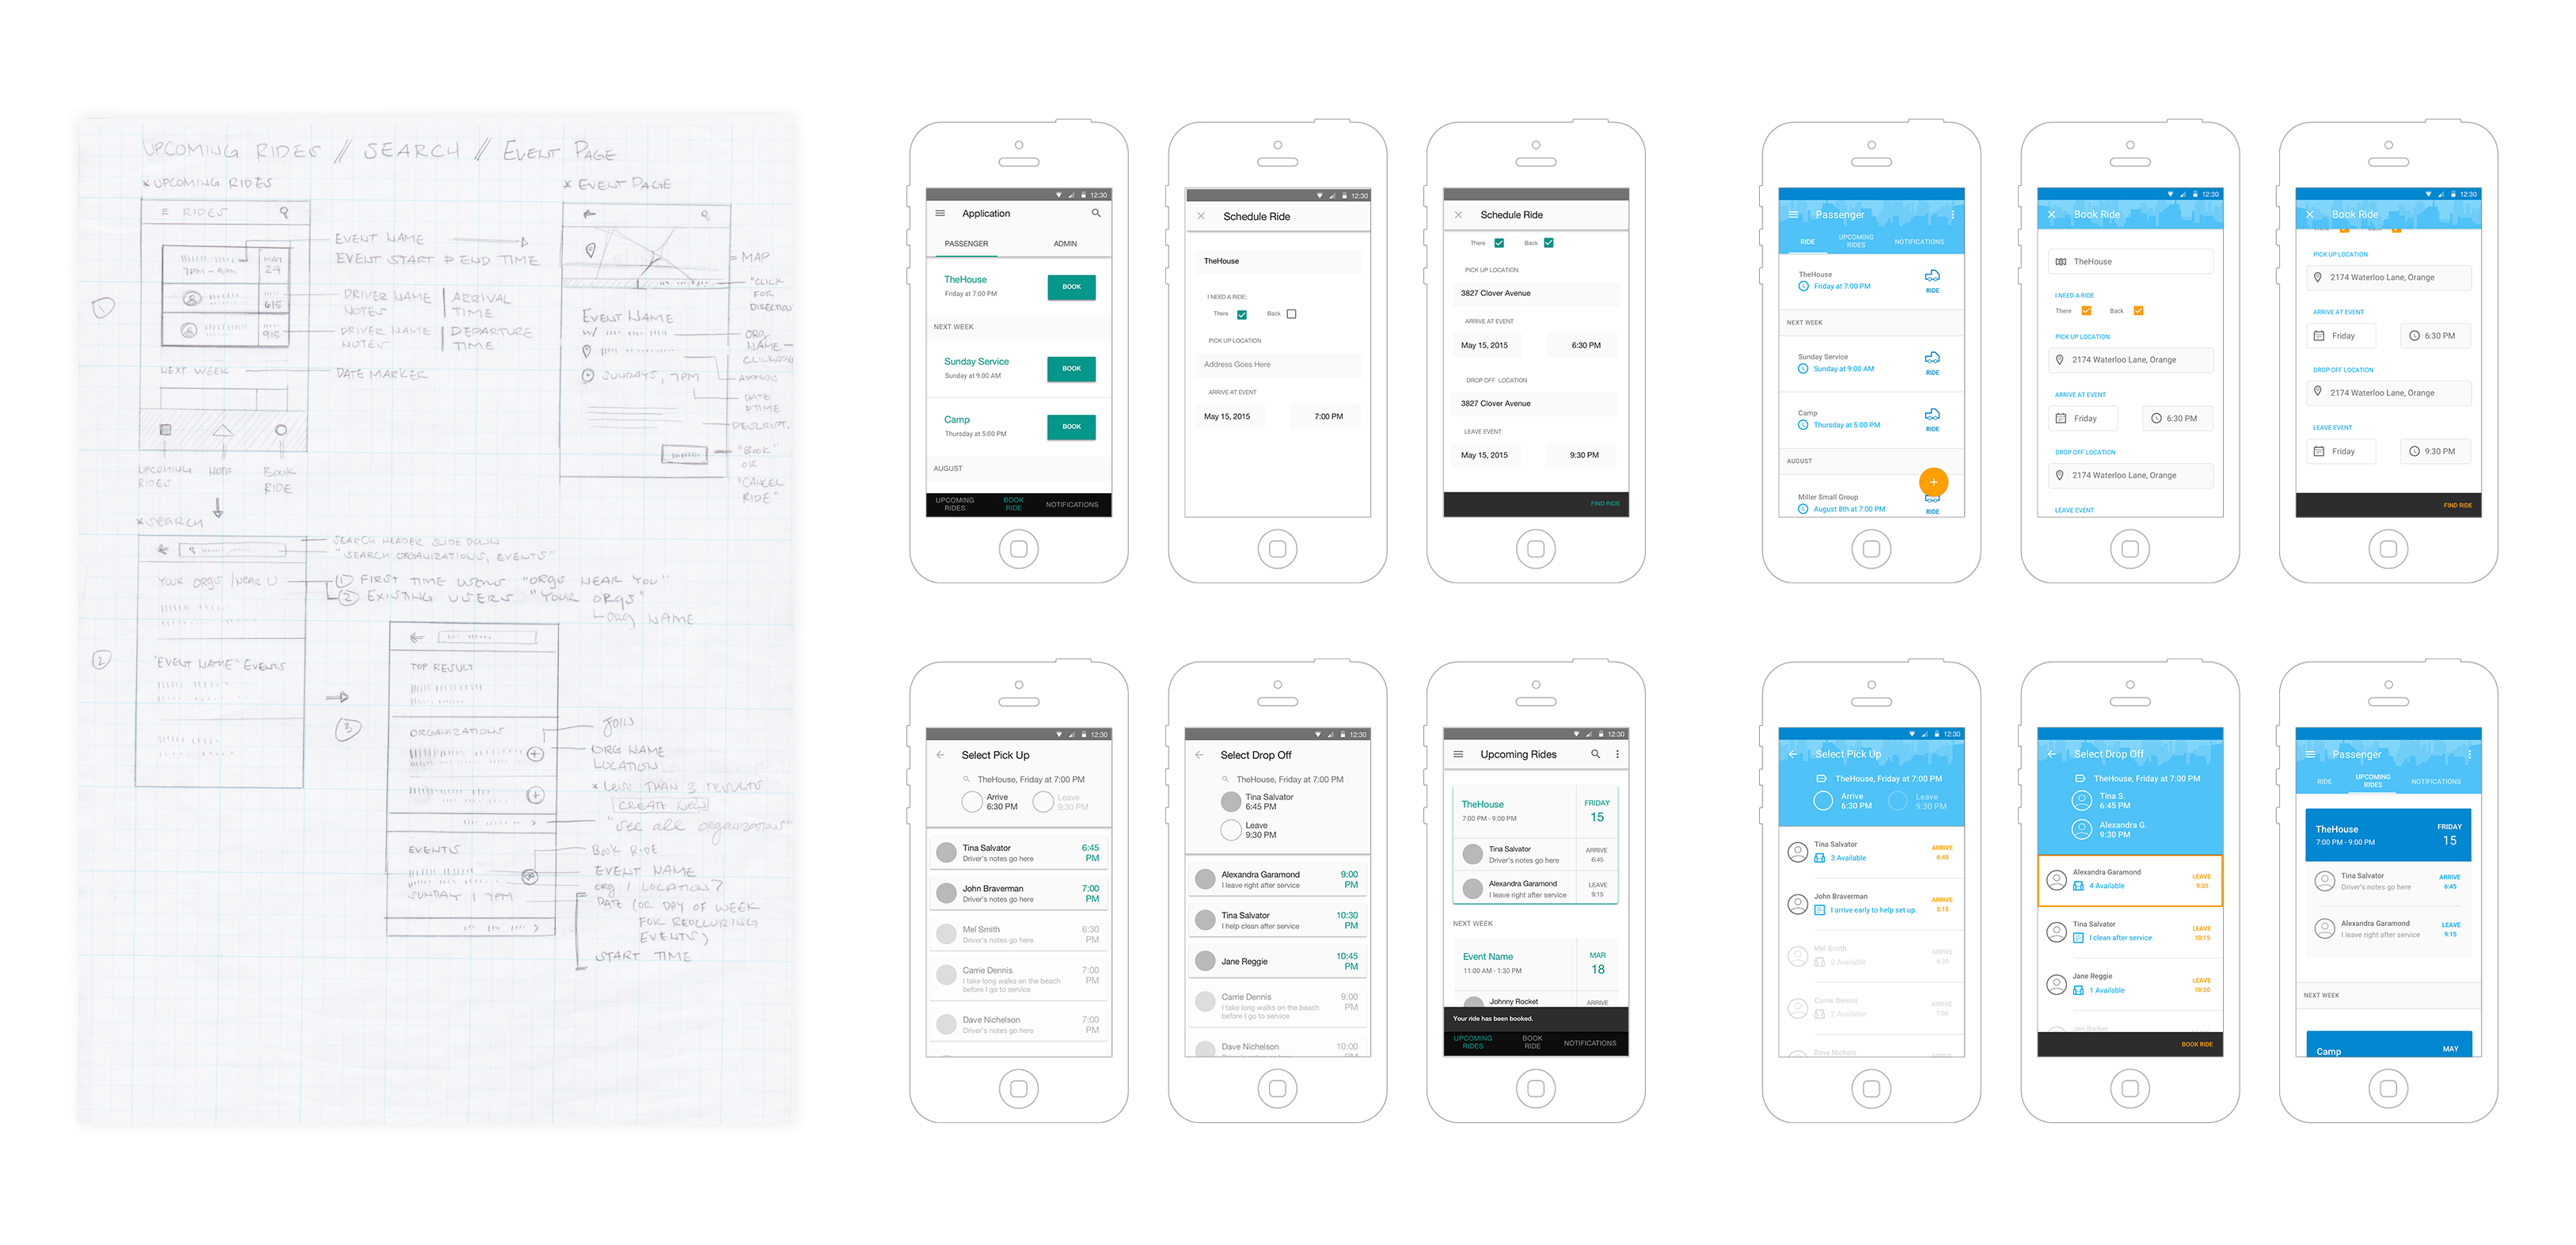 UPCOMING RIDES // SEARCH // EVENT PAGE
* UPCOMING RIDES
RIDES
7PM -
MAY
24
615
915
NEXT WEEK
EVENT NAME
EVENT START & END TIME
DRIVER NAME
NOTES
ARRIVAL
TIME
DRIVER NAME
NOTES
DEPARTURE
TIME
DATE MARKER
1
UPCOMING
RIDES
NOTIF
BOOK
RIDE
* EVENT PAGE
EVENT NAME
W/
SUNDAYS, 7PM
= MAP
"CLICK
FOR
DIRECTION
ORG
NAME -
ADDRESS
DATE
& TIME
DESCRIPT.
"BOOK"
OR
"CANCEL
RIDE"
* SEARCH
YOUR ORGS / NEAR U
"EVENT NAME" EVENTS
2
SEARCH HEADER SLIDE DOWN
"SEARCH ORGANIZATIONS, EVENTS"
1 FIRST TIME USERS "ORGS NEAR YOU"
2 EXISTING USERS "YOUR ORGS"
ORG NAME
3
TOP RESULT
ORGANIZATIONS
EVENTS
SUNDAY | 7PM
JOIN
ORG NAME
LOCATION
* LESS THAN 3 RESULTS
[CREATE NEW]
"SEE ALL ORGANIZATION"
BOOK RIDE
EVENT NAME
ORG / LOCATION?
DATE (OR DAY OF WEEK
FOR REOCCURING
EVENTS)
START TIME
12:30
Application
PASSENGER
ADMIN
TheHouse
Friday at 7:00 PM
BOOK
NEXT WEEK
Sunday Service
Sunday at 9:00 AM
BOOK
Camp
Thursday at 5:00 PM
BOOK
AUGUST
UPCOMING
RIDES
BOOK
RIDE
NOTIFICATIONS
12:30
Schedule Ride
TheHouse
I NEED A RIDE:
There
Back
PICK UP LOCATION
Address Goes Here
ARRIVE AT EVENT
May 15, 2015
7:00 PM
Schedule Ride
There
Back
PICK UP LOCATION
3827 Clover Avenue
ARRIVE AT EVENT
May 15, 2015
6:30 PM
DROP OFF LOCATION
3827 Clover Avenue
LEAVE EVENT
May 15, 2015
9:30 PM
FIND RIDE
Passenger
RIDE
UPCOMING
RIDES
NOTIFICATIONS
TheHouse
Friday at 7:00 PM
RIDE
NEXT WEEK
Sunday Service
Sunday at 9:00 AM
RIDE
Camp
Thursday at 5:00 PM
RIDE
AUGUST
+
Miller Small Group
August 8th at 7:00 PM
RIDE
12:30
Book Ride
TheHouse
I NEED A RIDE
There
Back
PICK UP LOCATION
2174 Waterloo Lane, Orange
ARRIVE AT EVENT
Friday
6:30 PM
DROP OFF LOCATION
2174 Waterloo Lane, Orange
LEAVE EVENT
12:30
Book Ride
There
Back
PICK UP LOCATION
2174 Waterloo Lane, Orange
ARRIVE AT EVENT
Friday
6:30 PM
DROP OFF LOCATION
2174 Waterloo Lane, Orange
LEAVE EVENT
Friday
9:30 PM
FIND RIDE
12:30
Select Pick Up
TheHouse, Friday at 7:00 PM
Arrive
6:30 PM
Leave
9:30 PM
Tina Salvator
Driver's notes go here
6:45
PM
John Braverman
Driver's notes go here
7:00
PM
Mel Smith
Driver's notes go here
6:30
PM
Carrie Dennis
I take long walks on the beach
before I go to service
7:00
PM
Dave Nichelson
Driver's notes go here
7:00
PM
12:30
Select Drop Off
TheHouse, Friday at 7:00 PM
Tina Salvator
6:45 PM
Leave
9:30 PM
Alexandra Garamond
I leave right after service
9:00
PM
Tina Salvator
I help clean after service
10:30
PM
Jane Reggie
10:45
PM
Carrie Dennis
I take long walks on the beach
before I go to service
9:00
PM
Dave Nichelson
Driver's notes go here
10:00
PM
12:30
Upcoming Rides
TheHouse
7:00 PM - 9:00 PM
FRIDAY
15
Tina Salvator
Driver's notes go here
ARRIVE
6:45
Alexandra Garamond
I leave right after service
LEAVE
9:15
NEXT WEEK
Event Name
11:00 AM - 1:30 PM
MAR
18
Johnny Rocket
ARRIVE
Your ride has been booked.
UPCOMING
RIDES
BOOK
RIDE
NOTIFICATIONS
12:30
Select Pick Up
TheHouse, Friday at 7:00 PM
Arrive
6:30 PM
Leave
9:30 PM
Tina Salvator
3 Available
ARRIVE
6:45
John Braverman
I arrive early to help set up.
ARRIVE
5:15
Mel Smith
0 Available
ARRIVE
6:30
Carrie Dennis
2 Available
ARRIVE
7:00
Dave Nichols
ARRIVE
Select Drop Off
TheHouse, Friday at 7:00 PM
Tina S.
6:45 PM
Alexandra G.
9:30 PM
Alexandra Garamond
4 Available
LEAVE
9:30
Tina Salvator
I clean after service.
LEAVE
10:15
Jane Reggie
1 Available
LEAVE
10:30
BOOK RIDE
Passenger
RIDE
UPCOMING
RIDES
NOTIFICATIONS
TheHouse
7:00 PM - 9:00 PM
FRIDAY
15
Tina Salvator
Driver's notes go here
ARRIVE
6:45
Alexandra Garamond
I leave right after service
LEAVE
9:15
NEXT WEEK
Camp
MAY